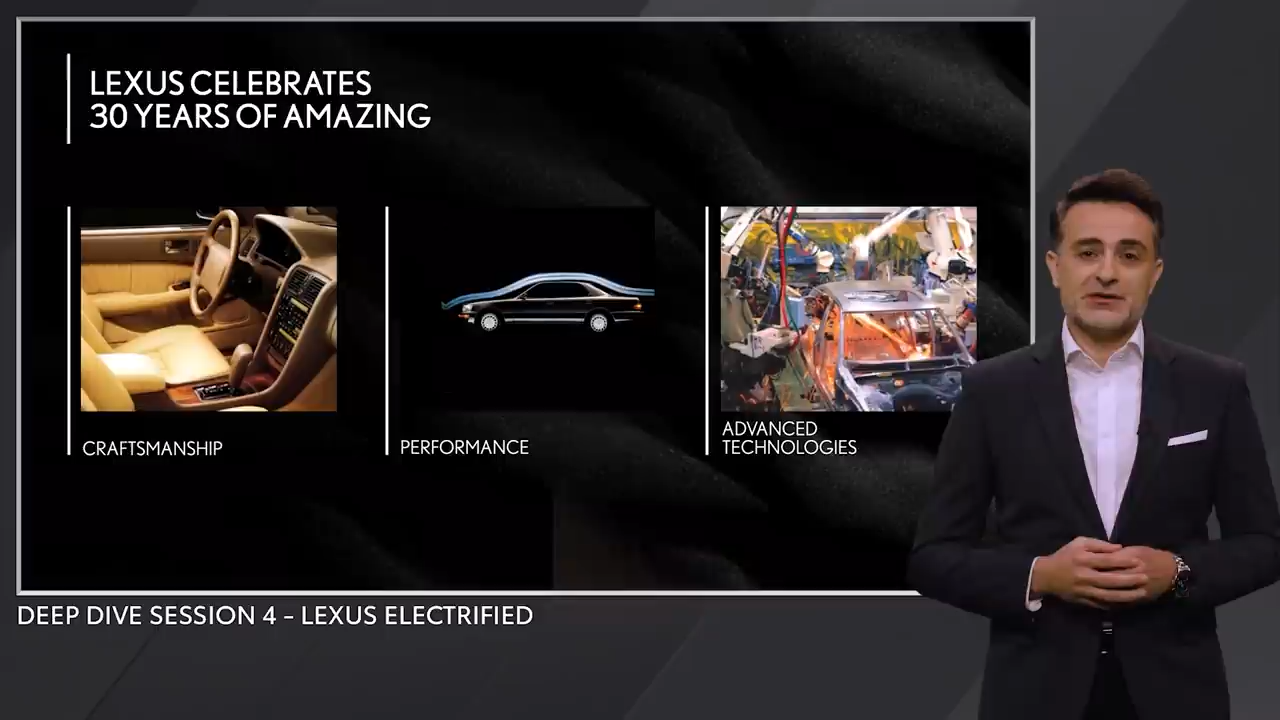 LEXUS CELEBRATES
30 YEARS OF AMAZING
CRAFTSMANSHIP
PERFORMANCE
ADVANCED
TECHNOLOGIES
DEEP DIVE SESSION 4 - LEXUS ELECTRIFIED